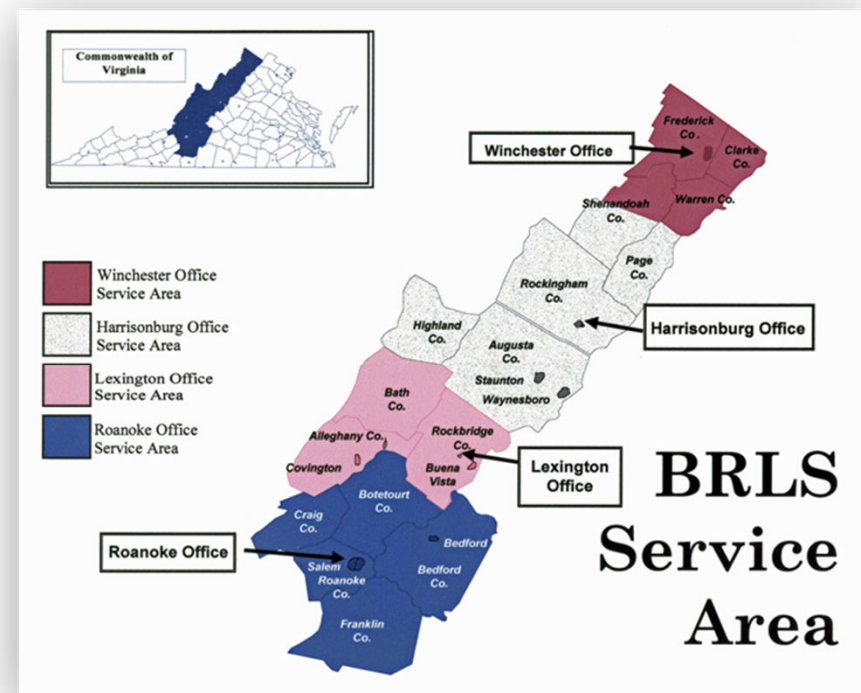 Commonwealth of
Virginia
Frederick
Co.
Winchester Office
Clarke
Co.
Warren Co.
Shenandoah
Co.
Page
Co.
Winchester Office
Service Area
Rockingham
Co.
Harrisonburg Office
Service Area
Highland
Co.
Harrisonburg Office
Augusta
Co.
Staunton
Waynesboro
Lexington Office
Service Area
Bath
Co.
Roanoke Office
Service Area
Alleghany Co.
Rockbridge
Co.
Covington
Buena
Vista
Lexington
Office
BRLS
Service
Area
Botetourt
Co.
Craig
Co.
Roanoke Office
Bedford
Salem
Roanoke
Co.
Bedford
Co.
Franklin
Co.